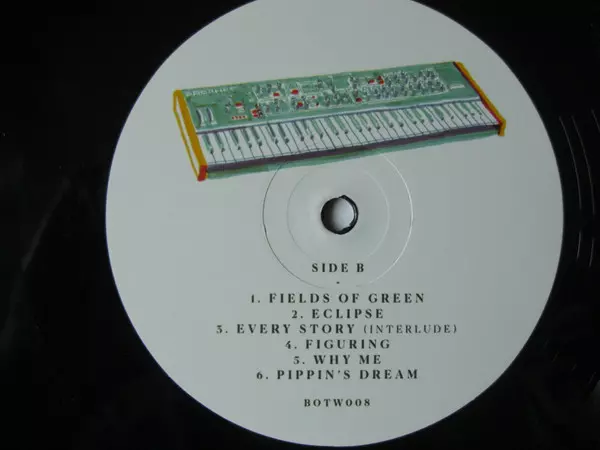 SIDE B
1. FIELDS OF GREEN
2. ECLIPSE
3. EVERY STORY (INTERLUDE)
4. FIGURING
5. WHY ME
6. PIPPIN'S DREAM
BOTW008